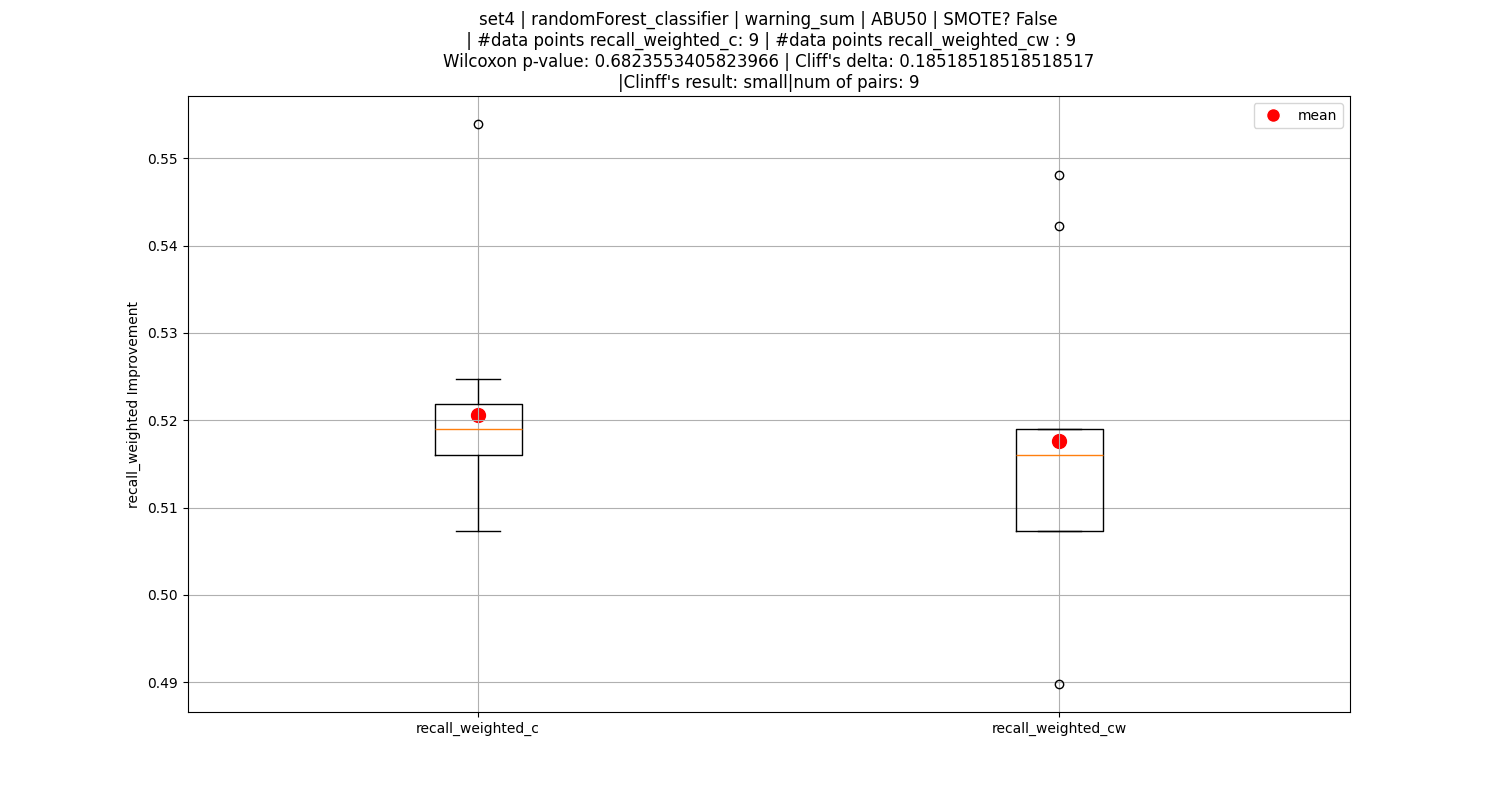 set4 | randomForest_classifier | warning_sum | ABU50 | SMOTE? False
| #data points recall_weighted_c: 9 | #data points recall_weighted_cw : 9
Wilcoxon p-value: 0.6823553405823966 | Cliff's delta: 0.18518518518518517
|Clinff's result: small|num of pairs: 9
mean
recall_weighted Improvement
0.55
0.54
0.53
0.52
0.51
0.50
0.49
recall_weighted_c
recall_weighted_cw